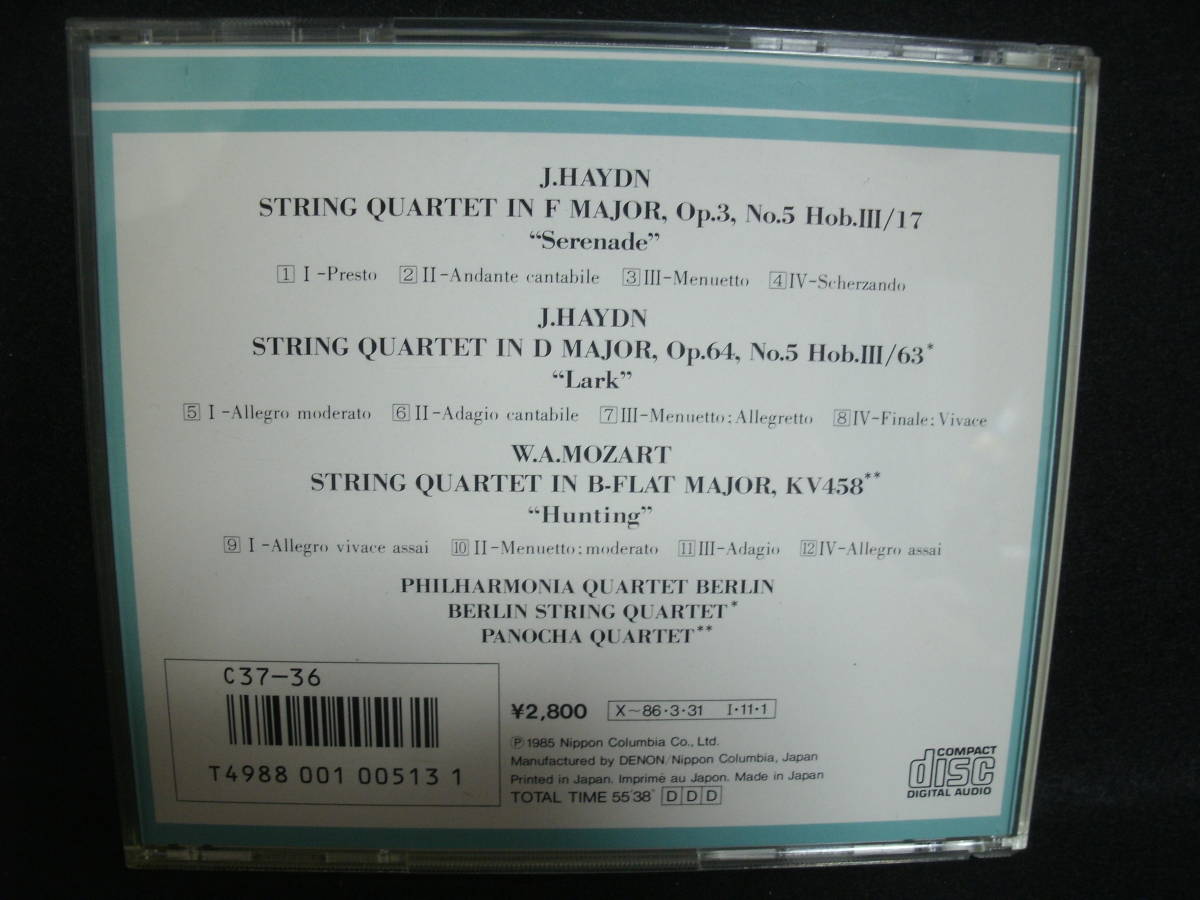 J.HAYDN
STRING QUARTET IN F MAJOR, Op.3, No.5 Hob.III/17
“Serenade”
1 I-Presto 2 II-Andante cantabile 3 III-Menuetto 4 IV-Scherzando
J.HAYDN
STRING QUARTET IN D MAJOR, Op.64, No.5 Hob.III/63*
“Lark”
5 I-Allegro moderato 6 II-Adagio cantabile 7 III-Menuetto; Allegretto 8 IV-Finale; Vivace
W.A.MOZART
STRING QUARTET IN B-FLAT MAJOR, KV458**
“Hunting”
9 I-Allegro vivace assai 10 II-Menuetto; moderato 11 III-Adagio 12 IV-Allegro assai
PHILHARMONIA QUARTET BERLIN
BERLIN STRING QUARTET*
PANOCHA QUARTET**
C37-36
T4988 001 00513 1
¥2,800 X~86·3·31 I·11·1
Ⓟ 1985 Nippon Columbia Co., Ltd.
Manufactured by DENON/Nippon Columbia, Japan
Printed in Japan. Imprimé au Japon. Made in Japan
TOTAL TIME 55'38" D D D
COMPACT
disc
DIGITAL AUDIO